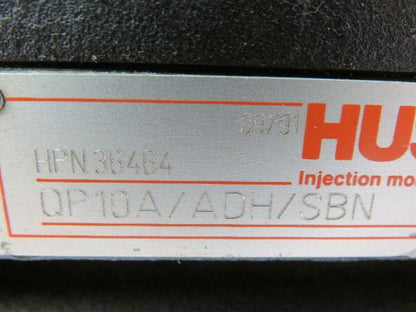 09/91
HUS
HPN 36464
Injection mo
QP10A/ADH/SBN